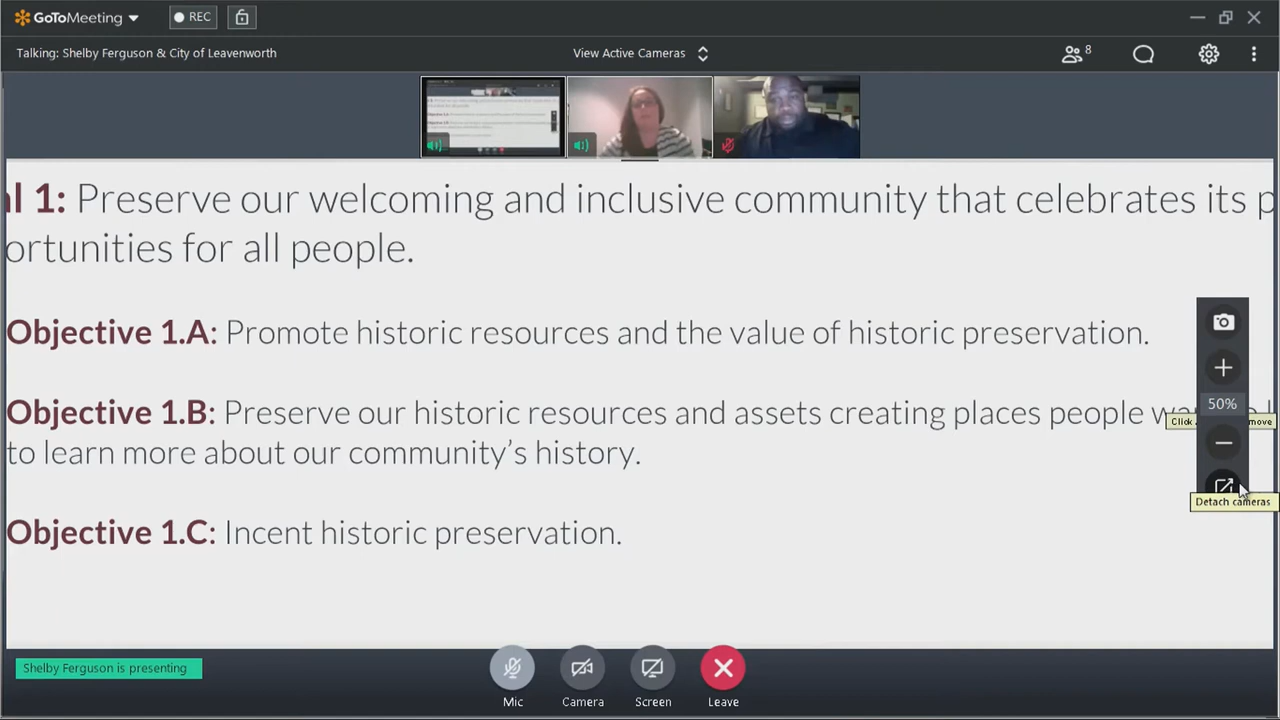 GoToMeeting
REC
Talking: Shelby Ferguson & City of Leavenworth
View Active Cameras
8
al 1: Preserve our welcoming and inclusive community that celebrates its p
ortunities for all people.
Objective 1.A: Promote historic resources and the value of historic preservation.
50%
Objective 1.B: Preserve our historic resources and assets creating places people
Click
move
to learn more about our community’s history.
Detach cameras
Objective 1.C: Incent historic preservation.
Shelby Ferguson is presenting
Mic
Camera
Screen
Leave